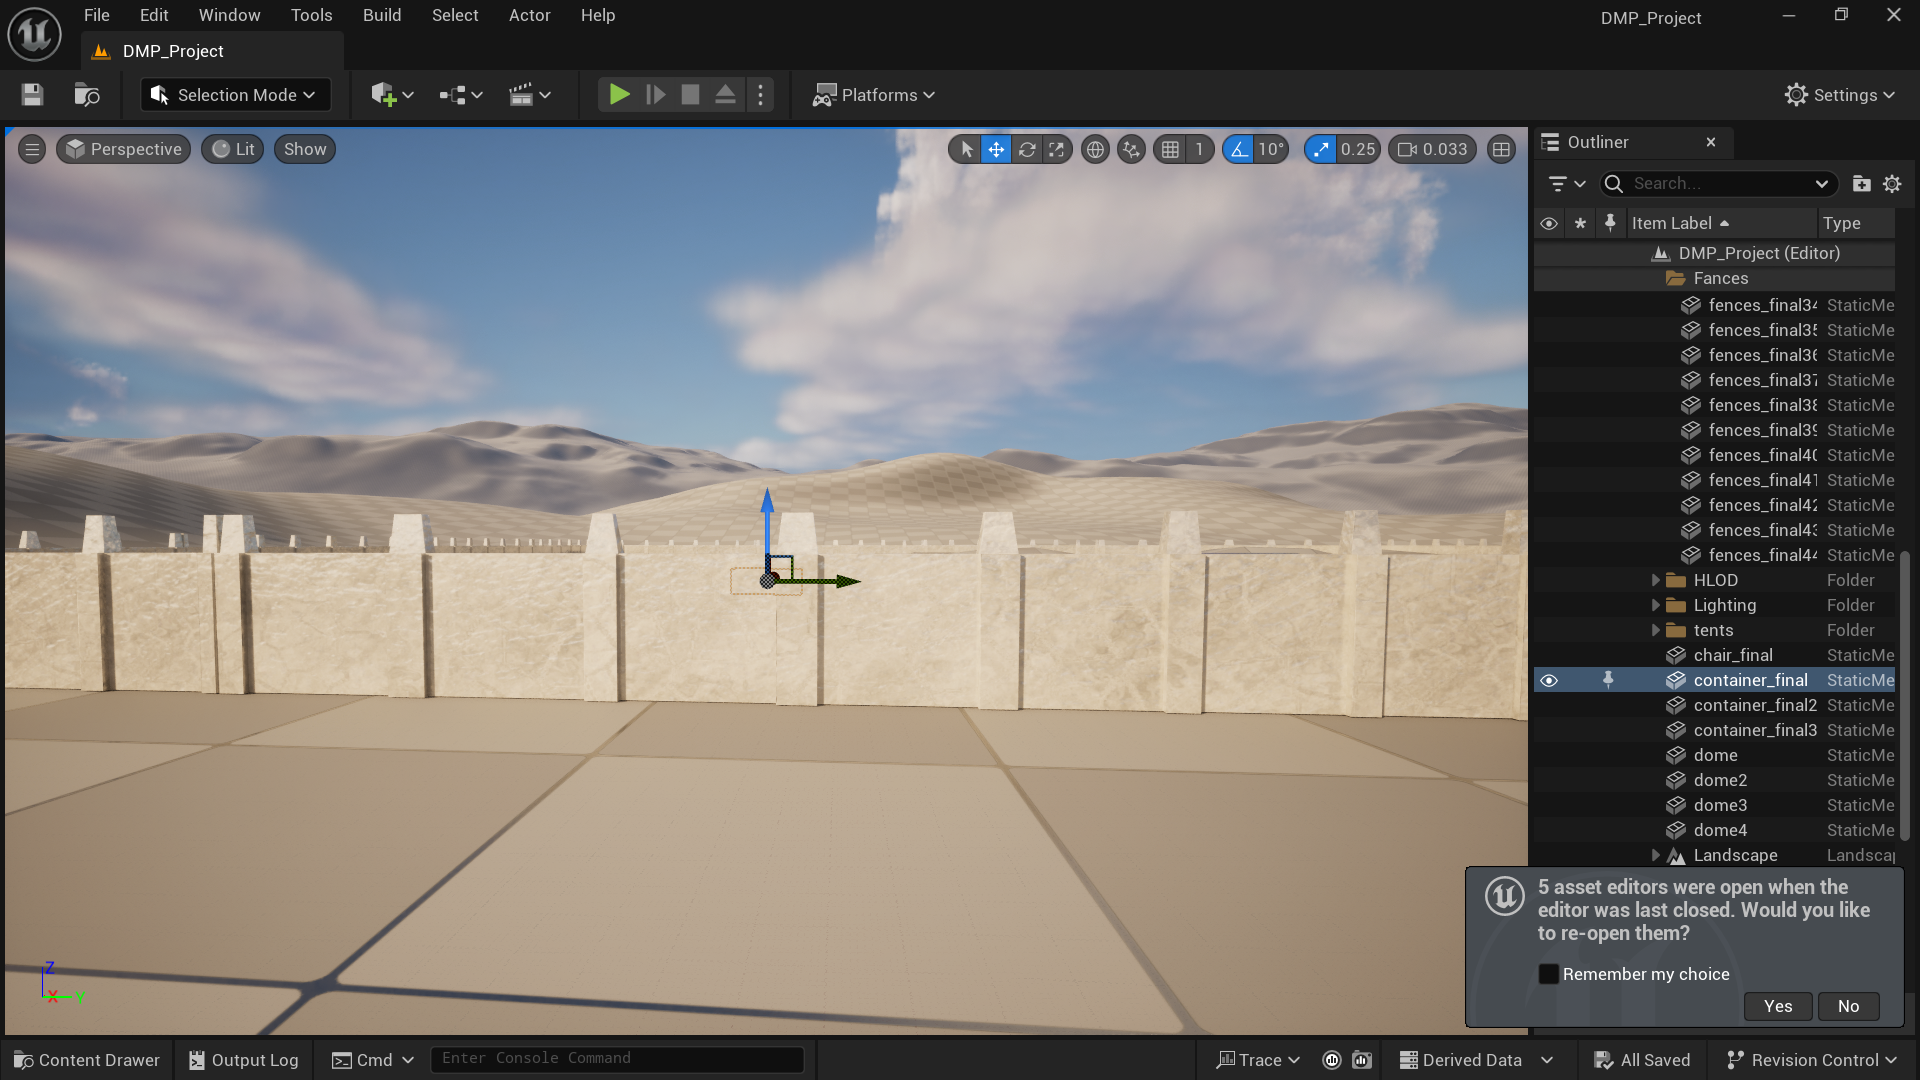 File Edit Window Tools Build Select Actor Help
DMP_Project
DMP_Project
Selection Mode
Platforms
Settings
Perspective Lit Show
1 10° 0.25 0.033
Outliner
Search...
Item Label Type
DMP_Project (Editor)
Fances
fences_final34 StaticMe
fences_final35 StaticMe
fences_final36 StaticMe
fences_final37 StaticMe
fences_final38 StaticMe
fences_final39 StaticMe
fences_final40 StaticMe
fences_final41 StaticMe
fences_final42 StaticMe
fences_final43 StaticMe
fences_final44 StaticMe
HLOD Folder
Lighting Folder
tents Folder
chair_final StaticMe
container_final StaticMe
container_final2 StaticMe
container_final3 StaticMe
dome StaticMe
dome2 StaticMe
dome3 StaticMe
dome4 StaticMe
Landscape Landscap
5 asset editors were open when the
editor was last closed. Would you like
to re-open them?
Remember my choice
Yes No
Z
X Y
Content Drawer Output Log Cmd Enter Console Command Trace Derived Data All Saved Revision Control